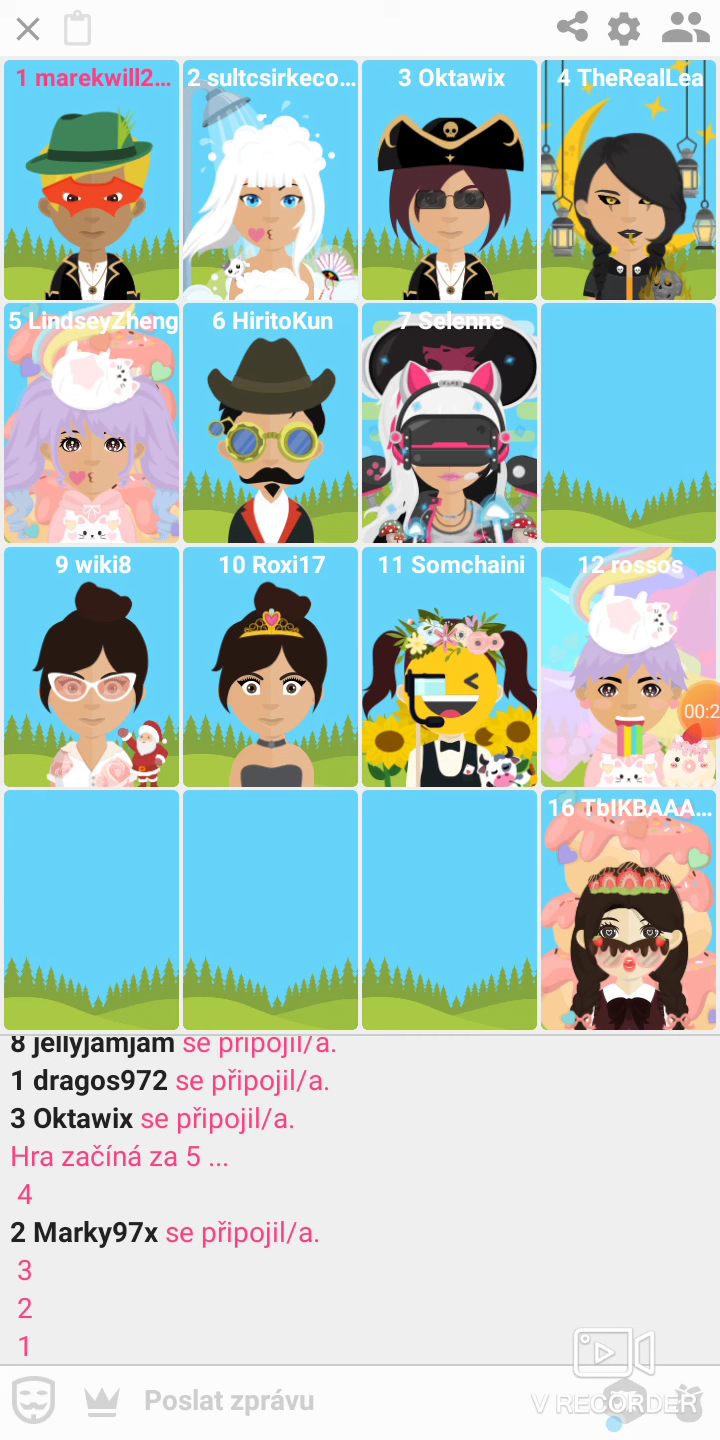 1 marekwill2...
2 sultcsirkeco...
3 Oktawix
4 TheRealLea
5 LindseyZheng
6 HiritoKun
7 Selenne
9 wiki8
10 Roxi17
11 Somchaini
12 rossos
00:2
16 TbIKBAAA...
8 jellyjamjam se připojil/a.
1 dragos972 se připojil/a.
3 Oktawix se připojil/a.
Hra začíná za 5 ...
4
2 Marky97x se připojil/a.
3
2
1
Poslat zprávu
V RECORDER